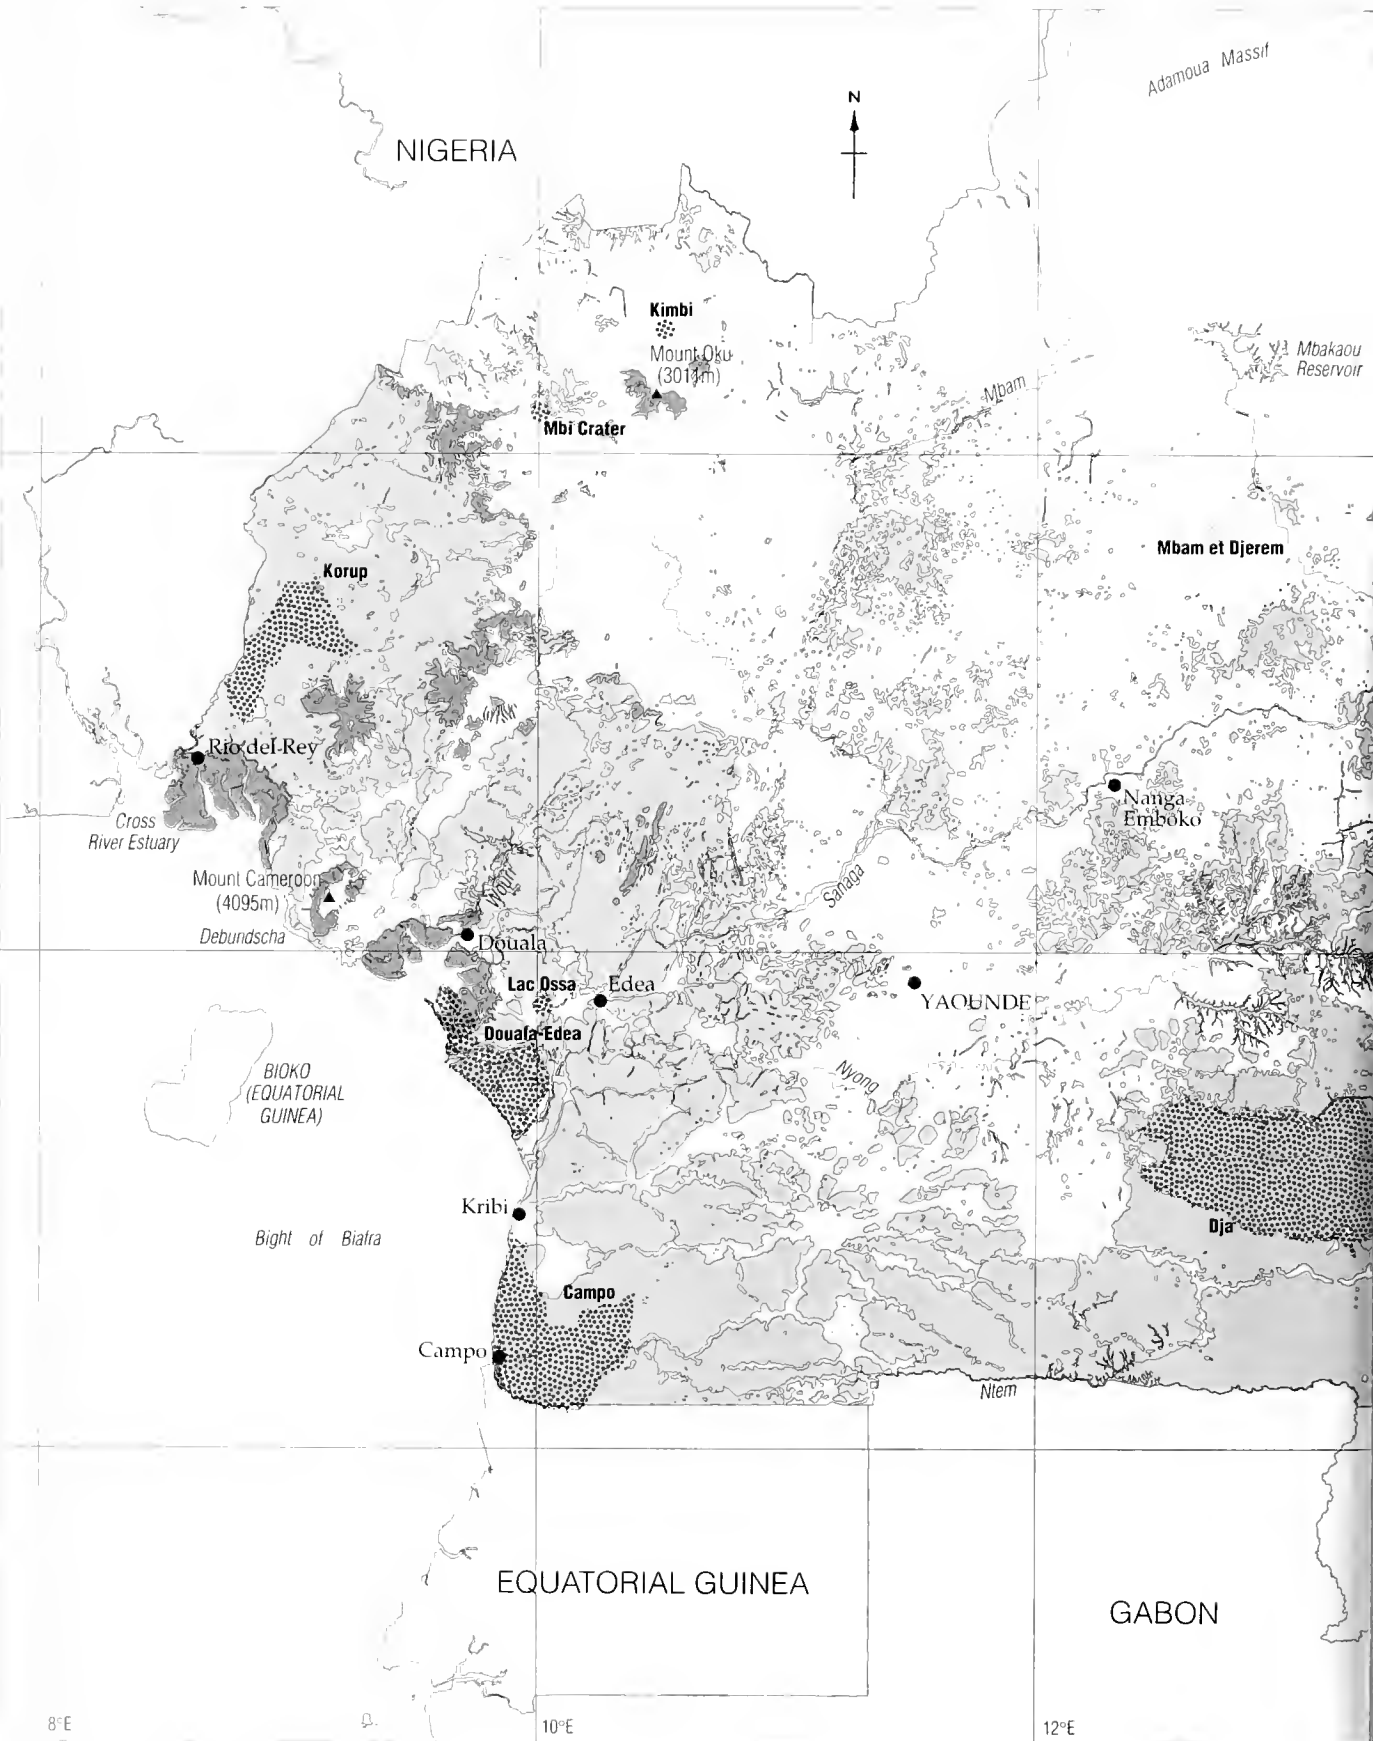 Adamoua Massif
N
NIGERIA
Kimbi
Mount Oku
(3011m)
Mbakaou
Reservoir
Mbam
Mbi Crater
Mbam et Djerem
Korup
Rio del Rey
Nanga
Emboko
Cross
River Estuary
Mount Cameroon
(4095m)
Sanaga
Wouri
Debundscha
Douala
Lac Ossa
Edea
YAOUNDE
Douala-Edea
Nyong
BIOKO
(EQUATORIAL
GUINEA)
Kribi
Dja
Bight of Biafra
Campo
Campo
Ntem
EQUATORIAL GUINEA
GABON
8°E
10°E
12°E